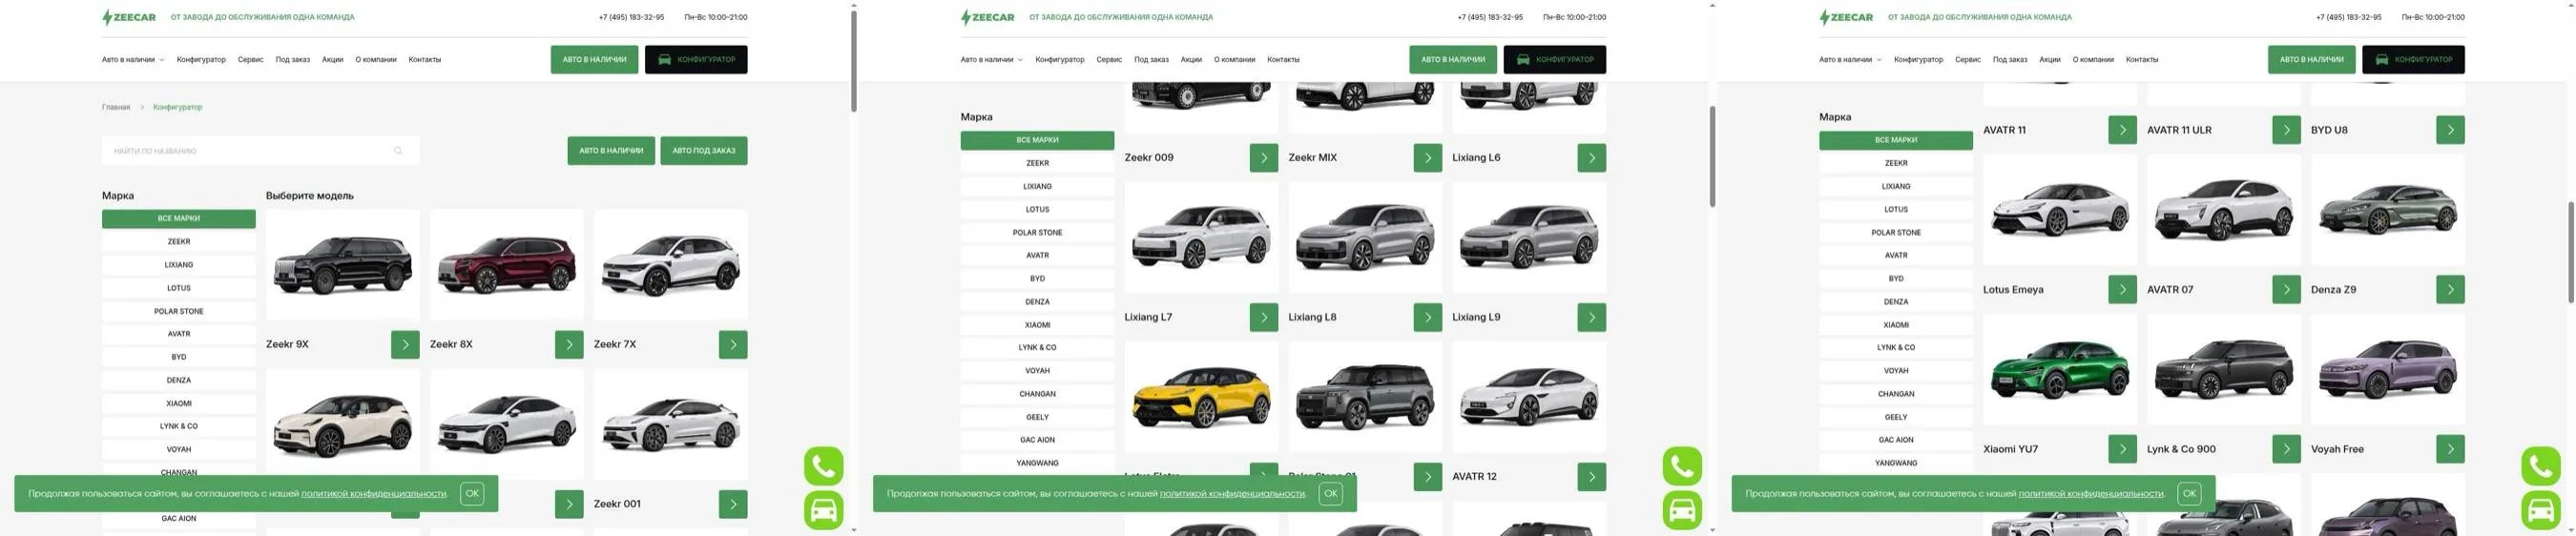 ZEECAR ОТ ЗАВОДА ДО ОБСЛУЖИВАНИЯ ОДНА КОМАНДА +7 (495) 183-32-95 Пн-Вс 10:00–21:00
Авто в наличии Конфигуратор Сервис Под заказ Акции О компании Контакты АВТО В НАЛИЧИИ КОНФИГУРАТОР
Главная Конфигуратор
НАЙТИ ПО НАЗВАНИЮ АВТО В НАЛИЧИИ АВТО ПОД ЗАКАЗ
Марка Выберите модель
ВСЕ МАРКИ
ZEEKR
LIXIANG
LOTUS
POLAR STONE
AVATR
BYD
DENZA
XIAOMI
LYNK & CO
VOYAH
CHANGAN
GAC AION
Zeekr 9X Zeekr 8X Zeekr 7X
Zeekr 001
Продолжая пользоваться сайтом, вы соглашаетесь с нашей политикой конфиденциальности. OK
ZEECAR ОТ ЗАВОДА ДО ОБСЛУЖИВАНИЯ ОДНА КОМАНДА +7 (495) 183-32-95 Пн-Вс 10:00–21:00
Авто в наличии Конфигуратор Сервис Под заказ Акции О компании Контакты АВТО В НАЛИЧИИ КОНФИГУРАТОР
Марка
ВСЕ МАРКИ
ZEEKR
LIXIANG
LOTUS
POLAR STONE
AVATR
BYD
DENZA
XIAOMI
LYNK & CO
VOYAH
CHANGAN
GEELY
GAC AION
YANGWANG
Zeekr 009 Zeekr MIX Lixiang L6
Lixiang L7 Lixiang L8 Lixiang L9
AVATR 12
Продолжая пользоваться сайтом, вы соглашаетесь с нашей политикой конфиденциальности. OK
ZEECAR ОТ ЗАВОДА ДО ОБСЛУЖИВАНИЯ ОДНА КОМАНДА +7 (495) 183-32-95 Пн-Вс 10:00–21:00
Авто в наличии Конфигуратор Сервис Под заказ Акции О компании Контакты АВТО В НАЛИЧИИ КОНФИГУРАТОР
Марка
ВСЕ МАРКИ
ZEEKR
LIXIANG
LOTUS
POLAR STONE
AVATR
BYD
DENZA
XIAOMI
LYNK & CO
VOYAH
CHANGAN
GEELY
GAC AION
YANGWANG
AVATR 11 AVATR 11 ULR BYD U8
Lotus Emeya AVATR 07 Denza Z9
Xiaomi YU7 Lynk & Co 900 Voyah Free
Продолжая пользоваться сайтом, вы соглашаетесь с нашей политикой конфиденциальности. OK